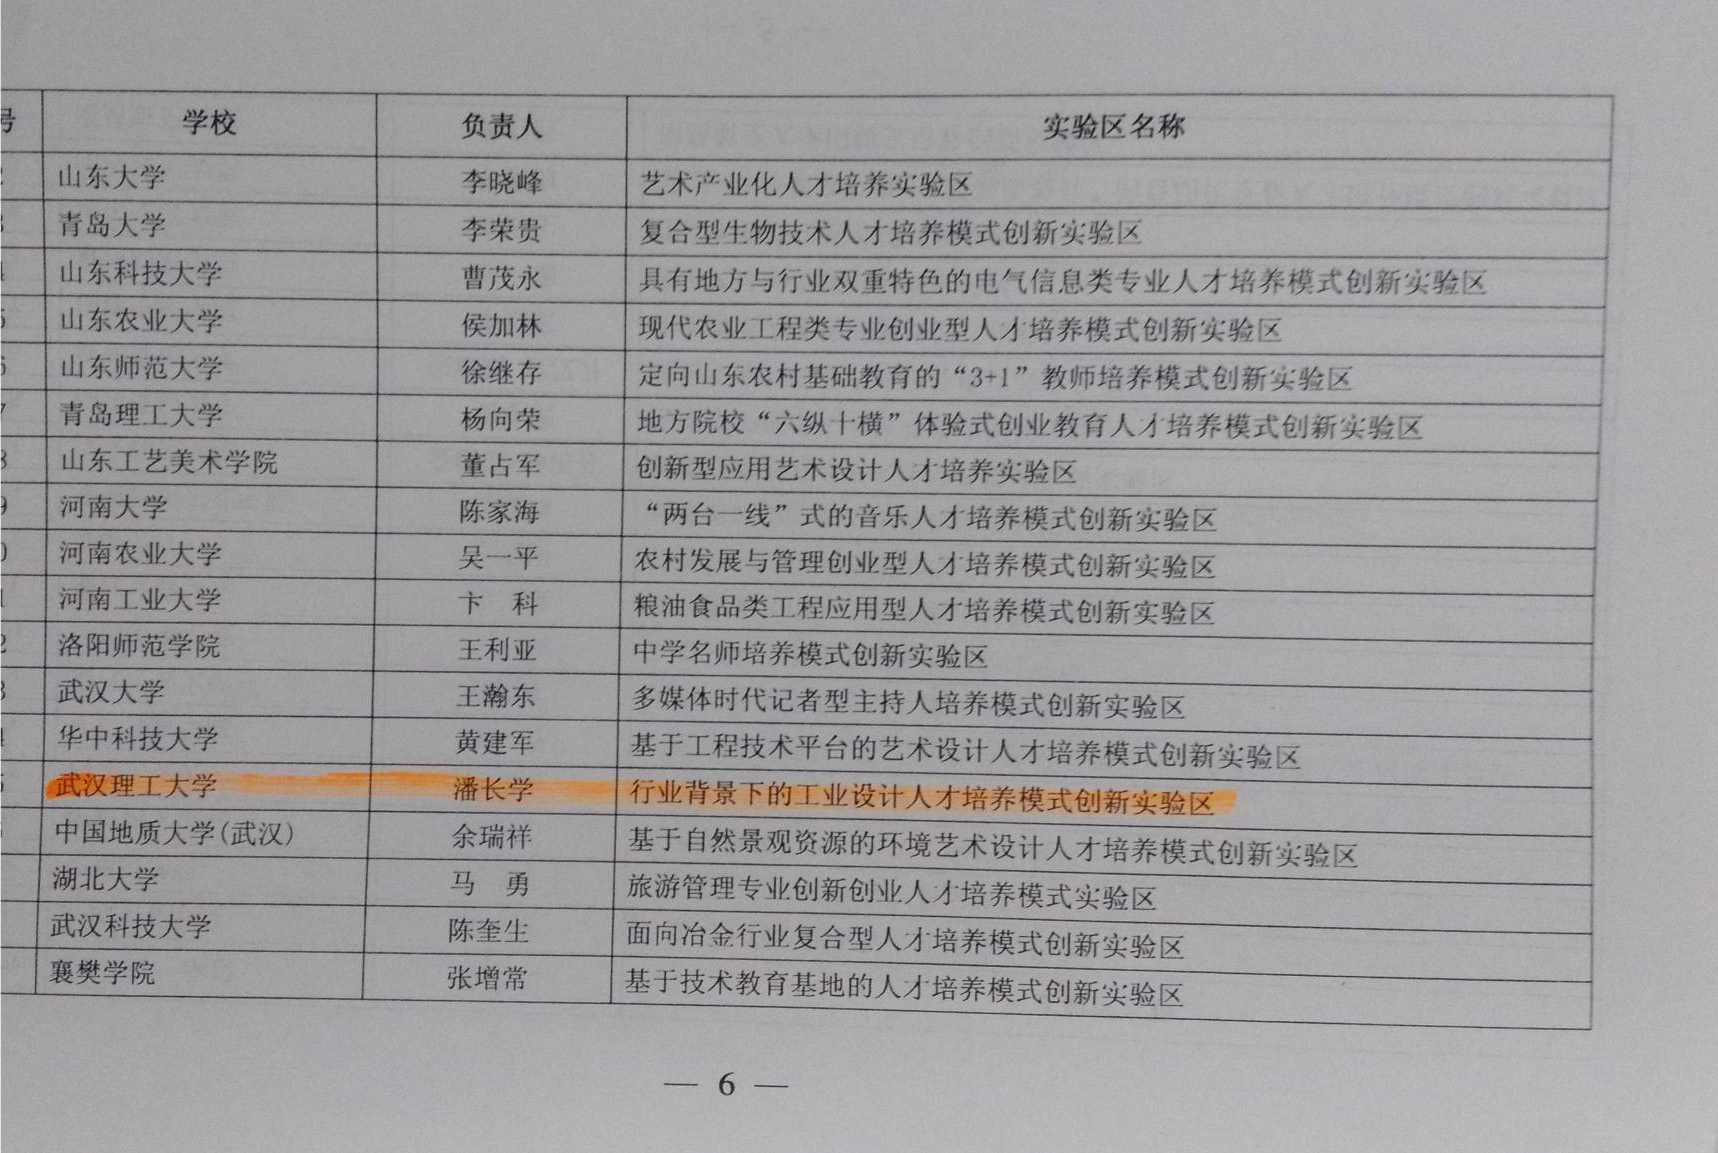 号 学校 负责人 实验区名称
2 山东大学 李晓峰 艺术产业化人才培养实验区
3 青岛大学 李荣贵 复合型生物技术人才培养模式创新实验区
4 山东科技大学 曹茂永 具有地方与行业双重特色的电气信息类专业人才培养模式创新实验区
5 山东农业大学 侯加林 现代农业工程类专业创业型人才培养模式创新实验区
6 山东师范大学 徐继存 定向山东农村基础教育的“3+1”教师培养模式创新实验区
7 青岛理工大学 杨向荣 地方院校“六纵十横”体验式创业教育人才培养模式创新实验区
8 山东工艺美术学院 董占军 创新型应用艺术设计人才培养实验区
9 河南大学 陈家海 “两台一线”式的音乐人才培养模式创新实验区
0 河南农业大学 吴一平 农村发展与管理创业型人才培养模式创新实验区
1 河南工业大学 卞 科 粮油食品类工程应用型人才培养模式创新实验区
2 洛阳师范学院 王利亚 中学名师培养模式创新实验区
3 武汉大学 王瀚东 多媒体时代记者型主持人培养模式创新实验区
4 华中科技大学 黄建军 基于工程技术平台的艺术设计人才培养模式创新实验区
5 武汉理工大学 潘长学 行业背景下的工业设计人才培养模式创新实验区
中国地质大学(武汉) 余瑞祥 基于自然景观资源的环境艺术设计人才培养模式创新实验区
湖北大学 马 勇 旅游管理专业创新创业人才培养模式实验区
武汉科技大学 陈奎生 面向冶金行业复合型人才培养模式创新实验区
襄樊学院 张增常 基于技术教育基地的人才培养模式创新实验区
— 6 —